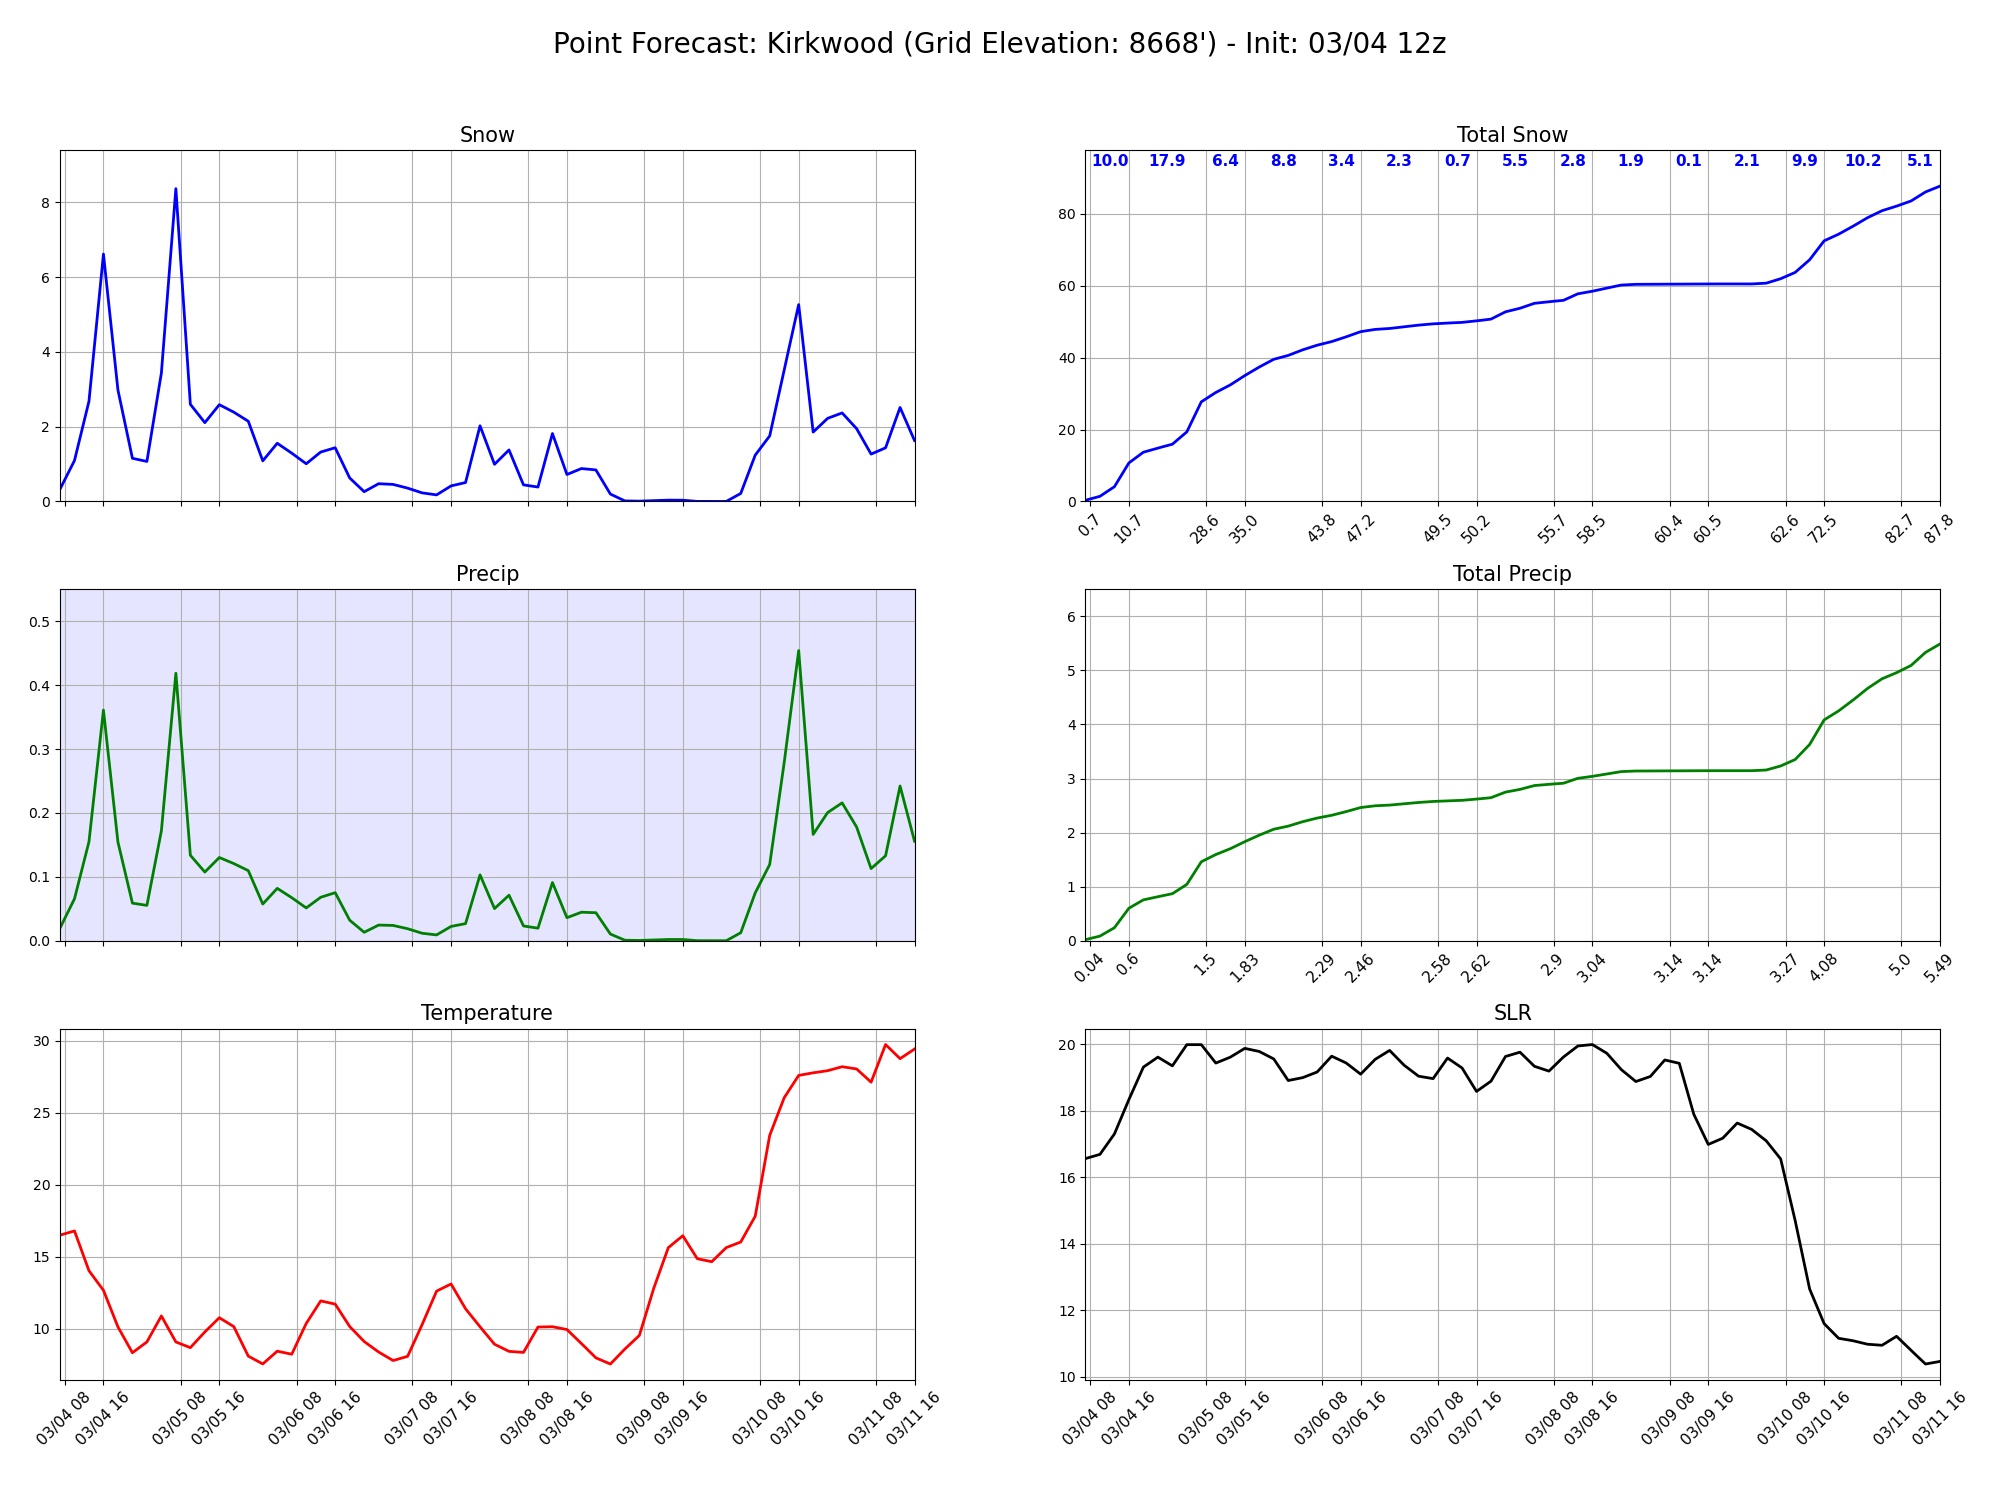 Point Forecast: Kirkwood (Grid Elevation: 8668') - Init: 03/04 12z
Snow
8
6
4
2
0
Total Snow
10.0 17.9 6.4 8.8 3.4 2.3 0.7 5.5 2.8 1.9 0.1 2.1 9.9 10.2 5.1
80
60
40
20
0
0.7 10.7 28.6 35.0 43.8 47.2 49.5 50.2 55.7 58.5 60.4 60.5 62.6 72.5 82.7 87.8
Precip
0.5
0.4
0.3
0.2
0.1
0.0
Total Precip
6
5
4
3
2
1
0
0.04 0.6 1.5 1.83 2.29 2.46 2.58 2.62 2.9 3.04 3.14 3.14 3.27 4.08 5.0 5.49
Temperature
30
25
20
15
10
03/04 08 03/04 16 03/05 08 03/05 16 03/06 08 03/06 16 03/07 08 03/07 16 03/08 08 03/08 16 03/09 08 03/09 16 03/10 08 03/10 16 03/11 08 03/11 16
SLR
20
18
16
14
12
10
03/04 08 03/04 16 03/05 08 03/05 16 03/06 08 03/06 16 03/07 08 03/07 16 03/08 08 03/08 16 03/09 08 03/09 16 03/10 08 03/10 16 03/11 08 03/11 16